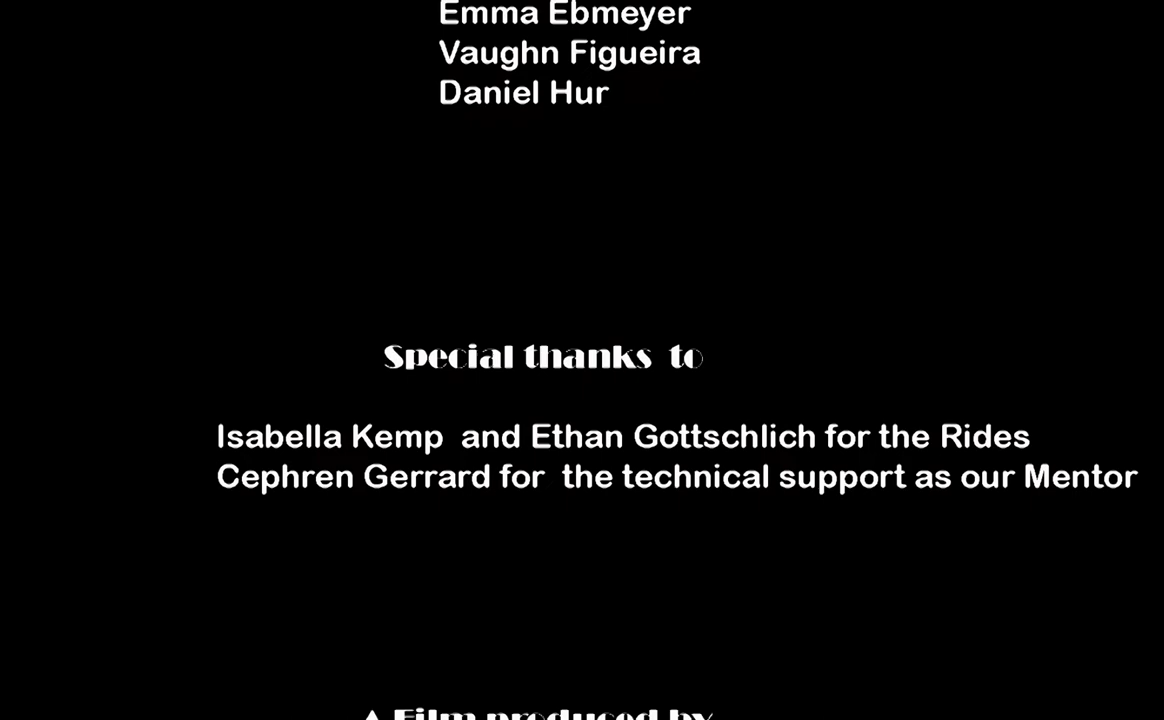 Emma Ebmeyer
Vaughn Figueira
Daniel Hur
Special thanks to
Isabella Kemp and Ethan Gottschlich for the Rides
Cephren Gerrard for the technical support as our Mentor
A Film produced by